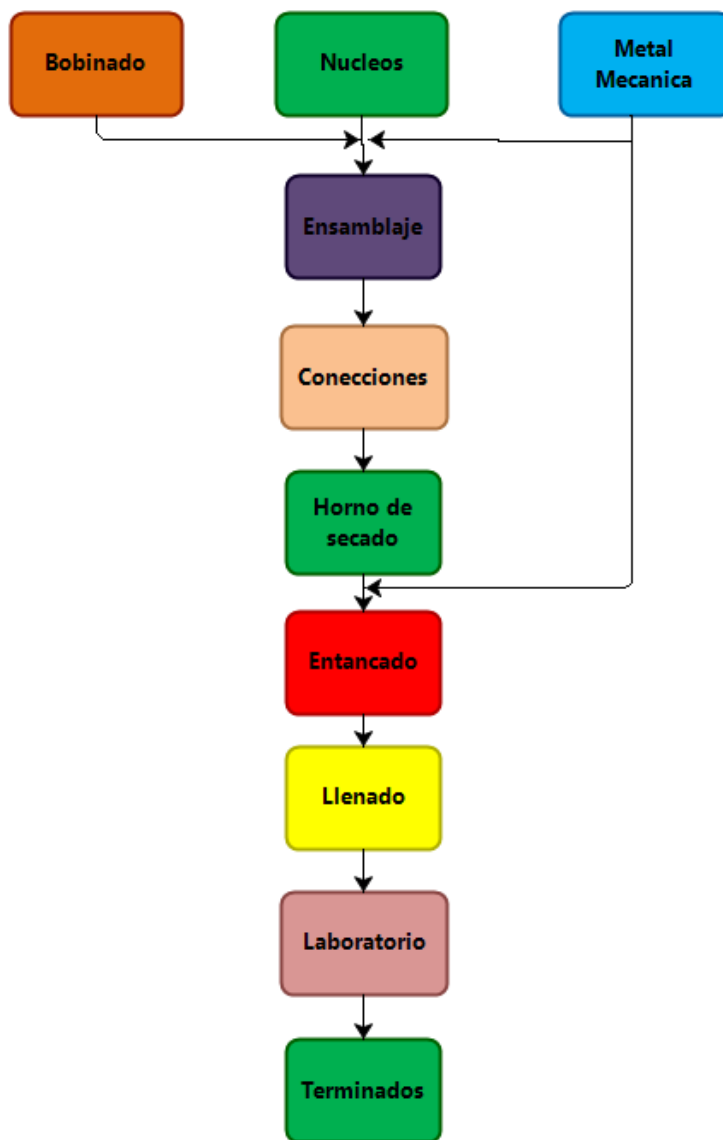 Bobinado
Nucleos
Metal
Mecanica
Ensamblaje
Conecciones
Horno de
secado
Entancado
Llenado
Laboratorio
Terminados